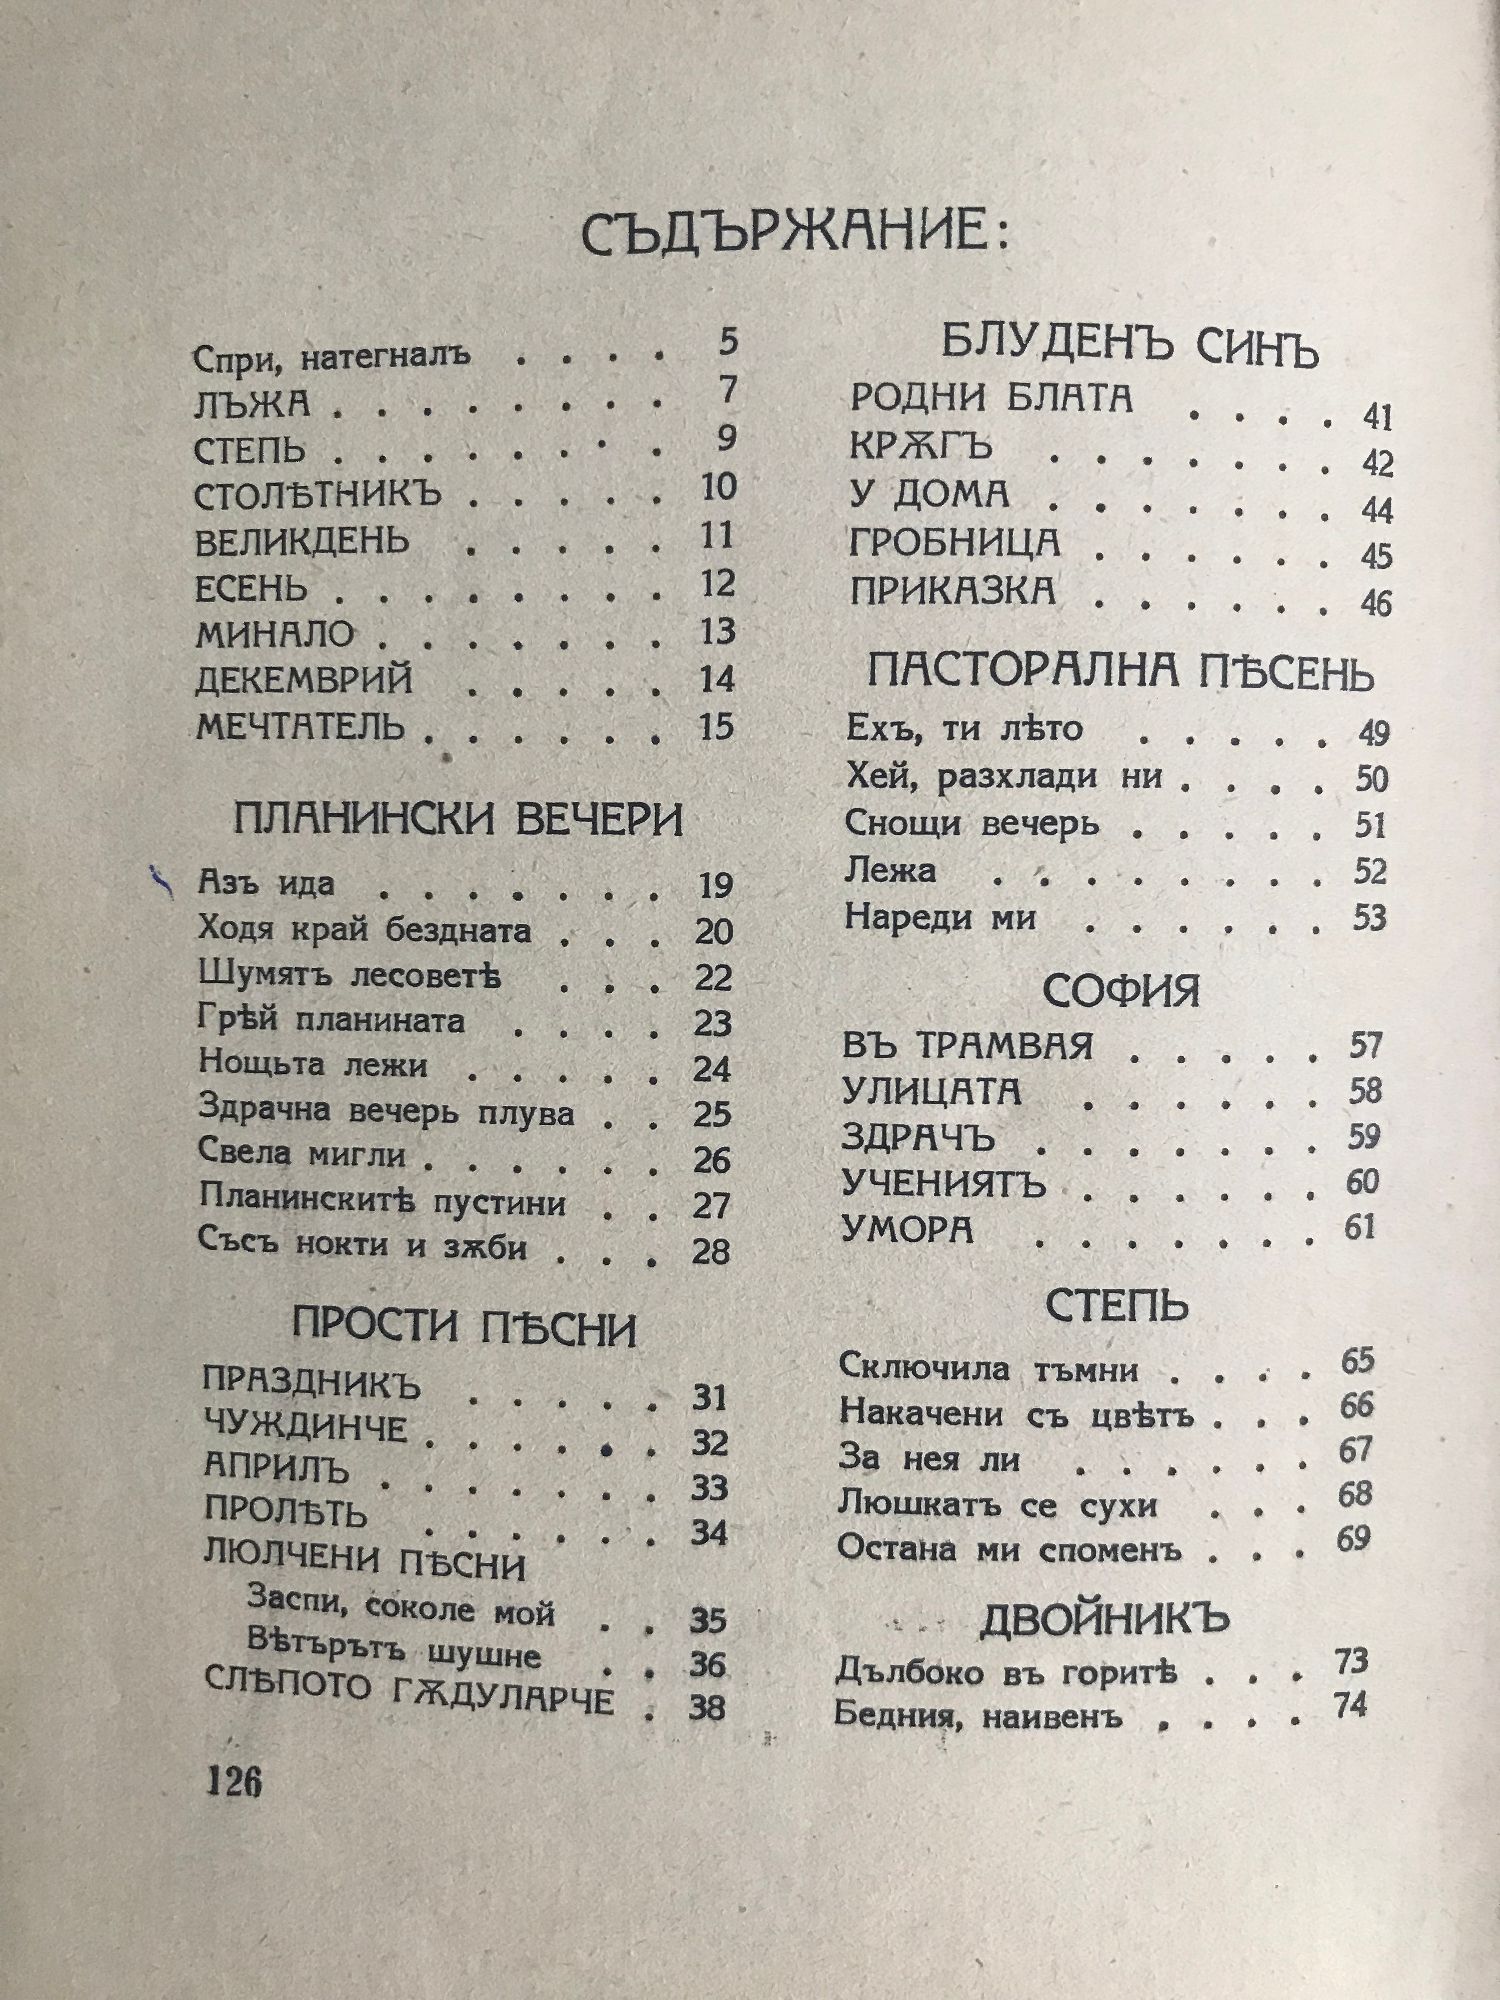 СЪДЪРЖАНИЕ:
Спри, натегналъ . . . . 5
ЛЪЖА . . . . . . . . 7
СТЕПЬ . . . . . . . . 9
СТОЛѢТНИКЪ . . . . . 10
ВЕЛИКДЕНЬ . . . . . 11
ЕСЕНЬ . . . . . . . . 12
МИНАЛО . . . . . . . 13
ДЕКЕМВРИЙ . . . . . 14
МЕЧТАТЕЛЬ . . . . . . 15
ПЛАНИНСКИ ВЕЧЕРИ
Азъ ида . . . . . . . 19
Ходя край бездната . . . 20
Шумятъ лесоветѣ . . . 22
Грѣй планината . . . . 23
Нощьта лежи . . . . . 24
Здрачна вечерь плува . . 25
Свела мигли . . . . . . 26
Планинскитѣ пустини . . 27
Със нокти и зѫби . . . 28
ПРОСТИ ПѢСНИ
ПРАЗДНИКЪ . . . . . 31
ЧУЖДИНЧЕ . . . . . . 32
АПРИЛЪ . . . . . . . 33
ПРОЛѢТЬ . . . . . . 34
ЛЮЛЧЕНИ ПѢСНИ
Заспи, соколе мой . . 35
Вѣтърътъ шушне . . 36
СЛѢПОТО ГѪДУЛАРЧЕ . 38
126
БЛУДЕНЪ СИНЪ
РОДНИ БЛАТА . . . . 41
КРѪГЪ . . . . . . . 42
У ДОМА . . . . . . . 44
ГРОБНИЦА . . . . . . 45
ПРИКАЗКА . . . . . . 46
ПАСТОРАЛНА ПѢСЕНЬ
Ехъ, ти лѣто . . . . . 49
Хей, разхлади ни . . . . 50
Снощи вечерь . . . . . 51
Лежа . . . . . . . . 52
Нареди ми . . . . . . 53
СОФИЯ
ВЪ ТРАМВАЯ . . . . . 57
УЛИЦАТА . . . . . . 58
ЗДРАЧЪ . . . . . . . 59
УЧЕНИЯТЪ . . . . . . 60
УМОРА . . . . . . . 61
СТЕПЬ
Сключила тъмни . . . . 65
Накачени съ цвѣтъ . . . 66
За нея ли . . . . . . 67
Люшкатъ се сухи . . . 68
Остана ми споменъ . . . 69
ДВОЙНИКЪ
Дълбоко въ горитѣ . . . 73
Бедния, наивенъ . . . . 74